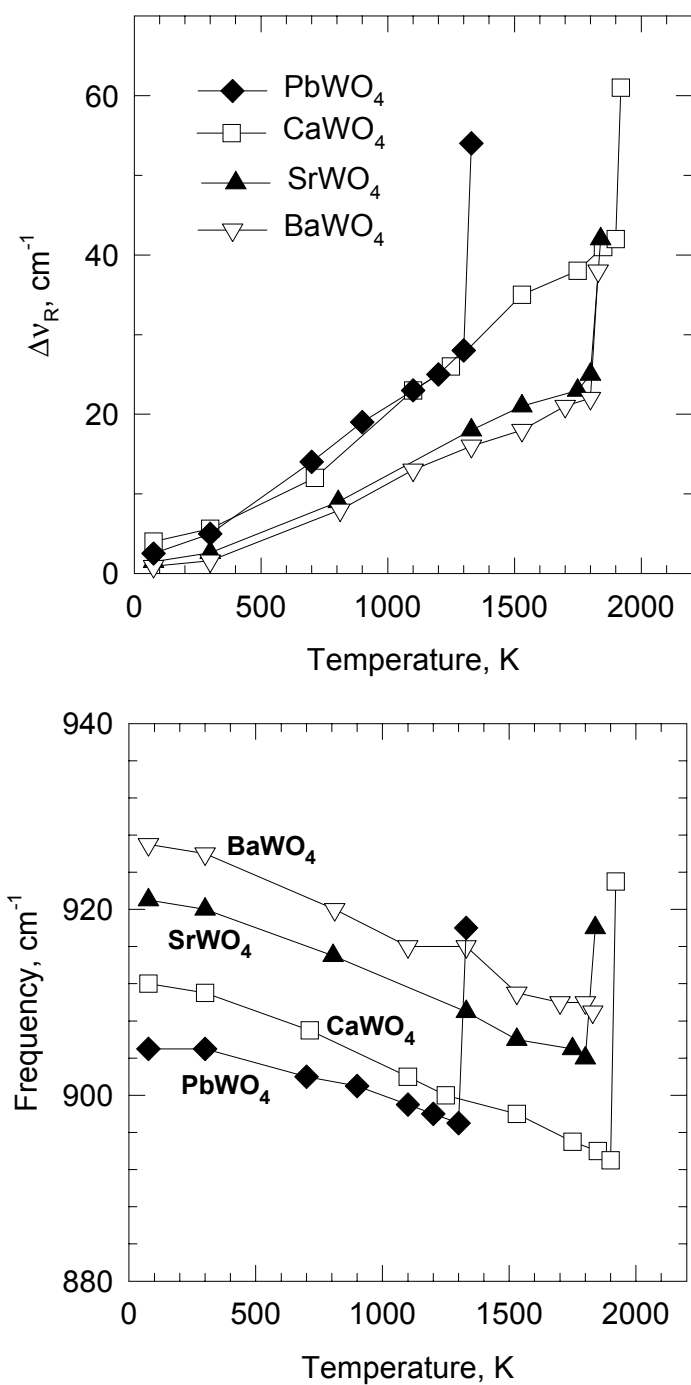 60
40
20
0
Δν_R, cm⁻¹
PbWO₄
CaWO₄
SrWO₄
BaWO₄
0 500 1000 1500 2000
Temperature, K
940
920
900
880
Frequency, cm⁻¹
BaWO₄
SrWO₄
CaWO₄
PbWO₄
0 500 1000 1500 2000
Temperature, K